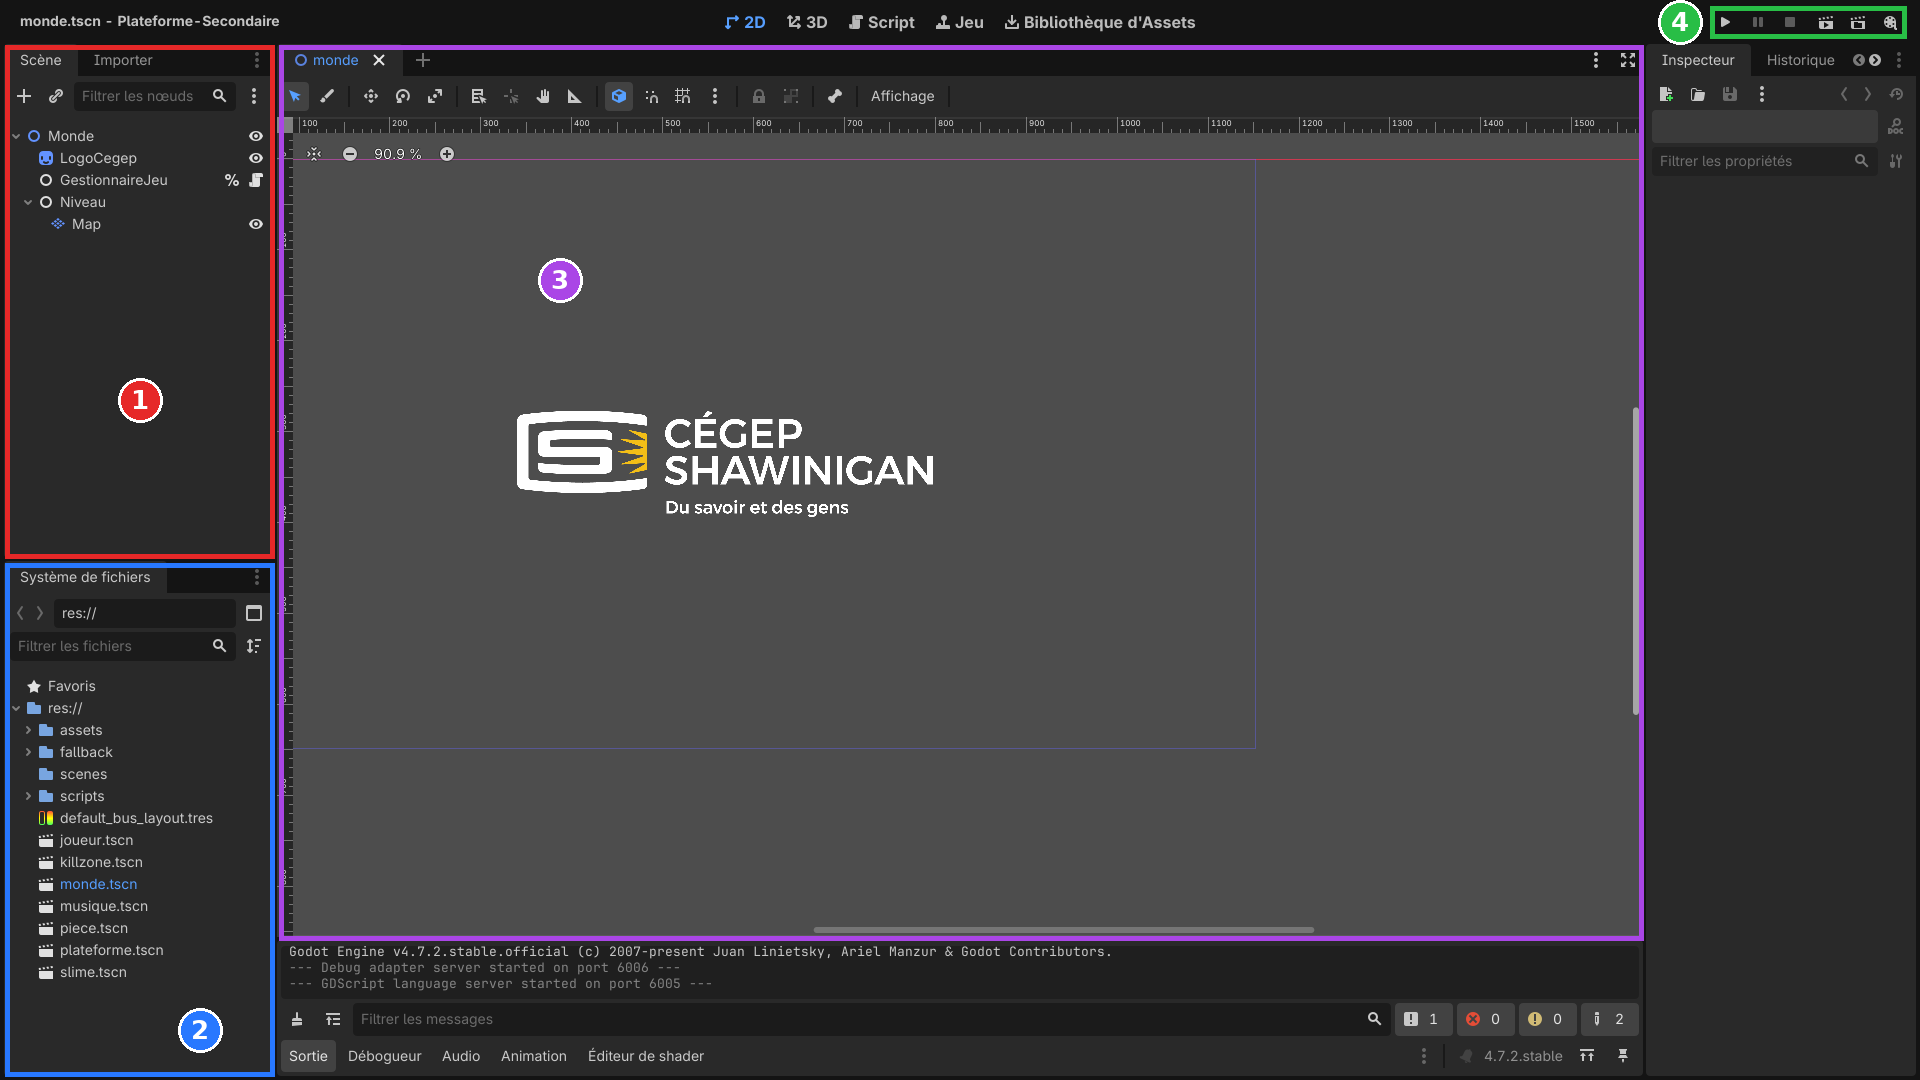 monde.tscn - Plateforme-Secondaire
2D
3D
Script
Jeu
Bibliothèque d'Assets
4
Scène
Importer
Filtrer les nœuds
Monde
LogoCegep
GestionnaireJeu
%
Niveau
Map
1
Système de fichiers
res://
Filtrer les fichiers
Favoris
res://
assets
fallback
scenes
scripts
default_bus_layout.tres
joueur.tscn
killzone.tscn
monde.tscn
musique.tscn
piece.tscn
plateforme.tscn
slime.tscn
2
monde
Affichage
100 200 300 400 500 600 700 800 900 1000 1100 1200 1300 1400 1500
90.9 %
3
CÉGEP
SHAWINIGAN
Du savoir et des gens
Godot Engine v4.7.2.stable.official (c) 2007-present Juan Linietsky, Ariel Manzur & Godot Contributors.
--- Debug adapter server started on port 6006 ---
--- GDScript language server started on port 6005 ---
Filtrer les messages
1
0
0
2
Sortie
Débogueur
Audio
Animation
Éditeur de shader
4.7.2.stable
Inspecteur
Historique
DOC
Filtrer les propriétés